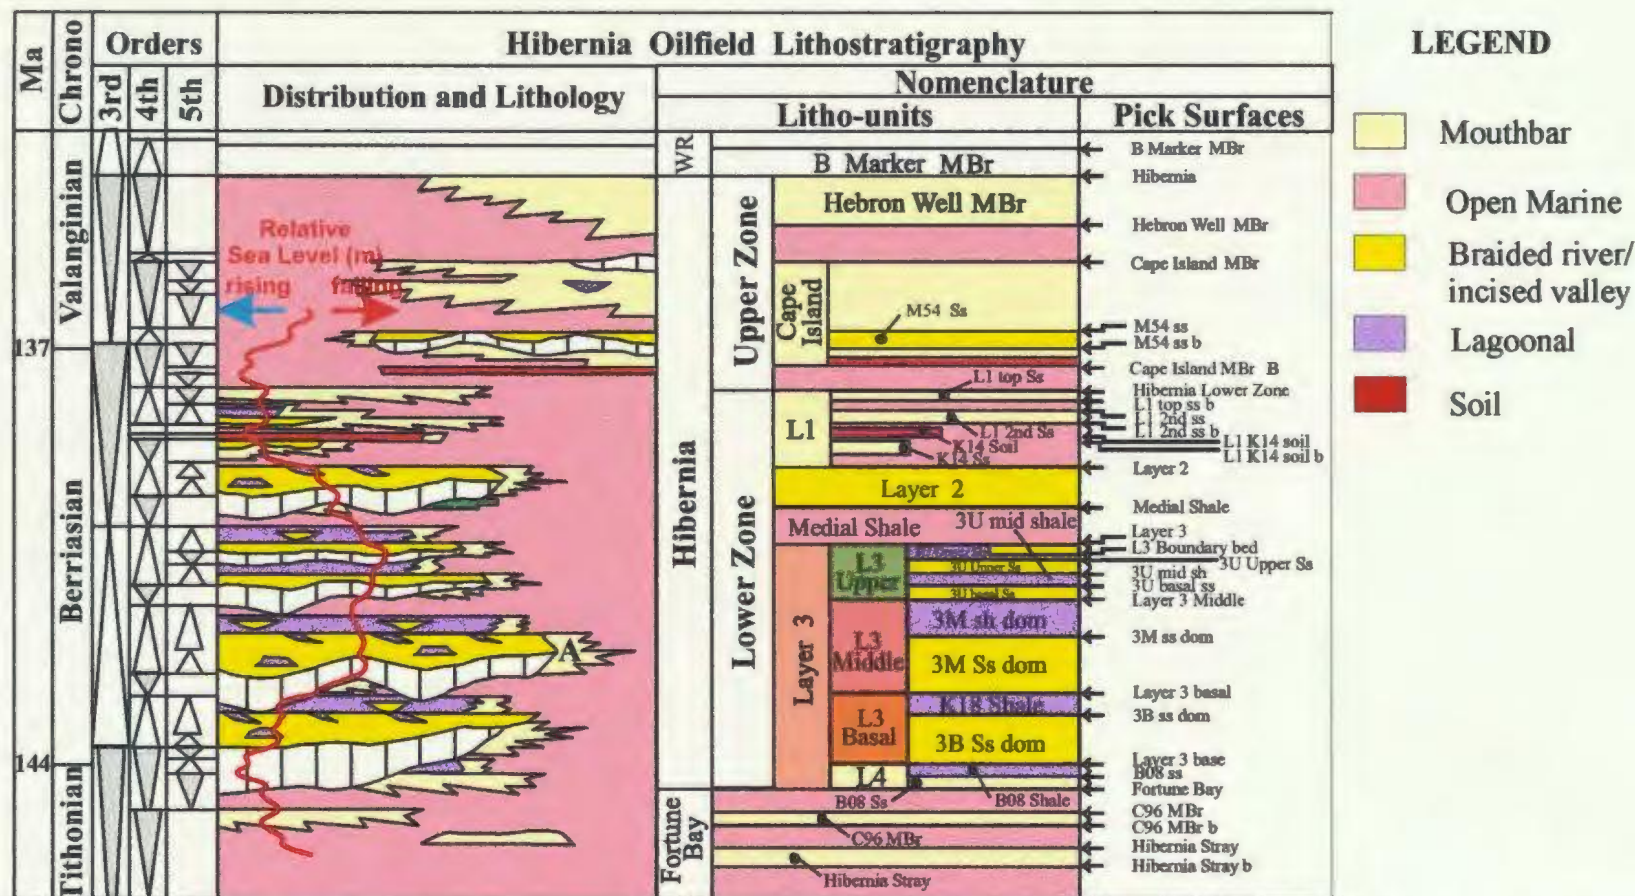 Ma
Chrono
Orders
3rd
4th
5th
Hibernia Oilfield Lithostratigraphy
Distribution and Lithology
Nomenclature
Litho-units
Pick Surfaces
Valanginian
Berriasian
Tithonian
137
144
Relative
Sea Level (m)
rising falling
A
WR
Hibernia
Fortune
Bay
Upper Zone
Lower Zone
B Marker MBr
Hebron Well MBr
Cape
Island
M54 Ss
L1 top Ss
L1
L1 2nd Ss
K14 Soil
K14 Ss
Layer 2
Medial Shale
3U mid shale
Layer 3
L3
Upper
3U Upper Ss
3U basal Ss
L3
Middle
3M sh dom
3M Ss dom
L3
Basal
K18 Shale
3B Ss dom
L4
B08 Ss
B08 Shale
C96 MBr
Hibernia Stray
B Marker MBr
Hibernia
Hebron Well MBr
Cape Island MBr
M54 ss
M54 ss b
Cape Island MBr B
Hibernia Lower Zone
L1 top ss b
L1 2nd ss
L1 2nd ss b
L1 K14 soil
L1 K14 soil b
Layer 2
Medial Shale
Layer 3
L3 Boundary bed
3U Upper Ss
3U mid sh
3U basal ss
Layer 3 Middle
3M ss dom
Layer 3 basal
3B ss dom
Layer 3 base
B08 ss
Fortune Bay
C96 MBr
C96 MBr b
Hibernia Stray
Hibernia Stray b
LEGEND
Mouthbar
Open Marine
Braided river/
incised valley
Lagoonal
Soil